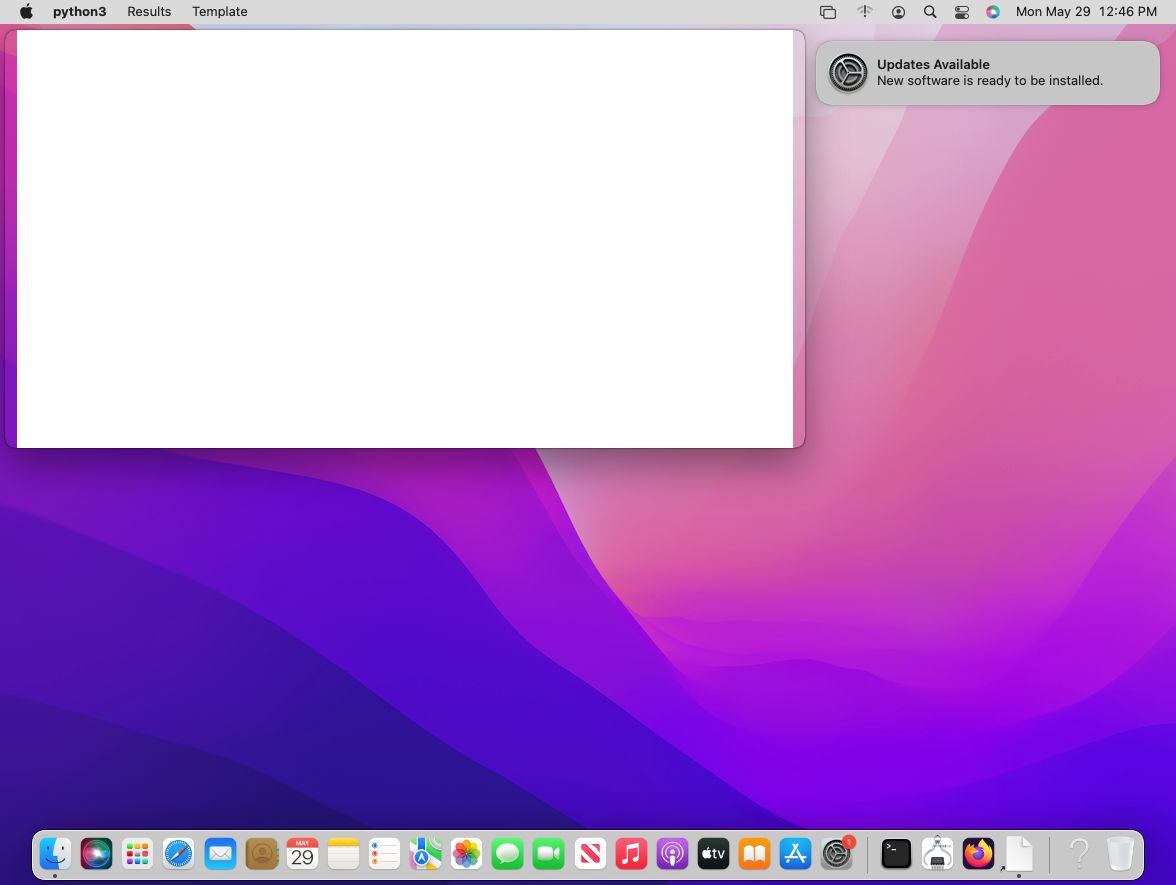 python3 Results Template Mon May 29 12:46 PM
Updates Available
New software is ready to be installed.
MAY
29
tv
1
>_
?